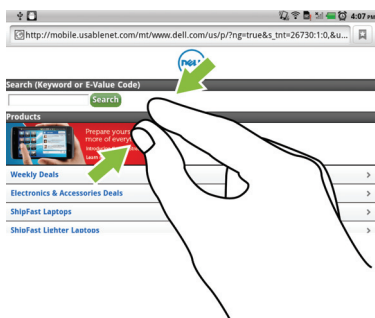 4:07 PM
http://mobile.usablenet.com/mt/www.dell.com/us/p/?ng=true&s_tnt=26730:1:0,&u...
DELL
Search (Keyword or E-Value Code)
Search
Products
Prepare yours
more of every
Learn
Weekly Deals
Electronics & Accessories Deals
ShipFast Laptops
ShipFast Lighter Laptops